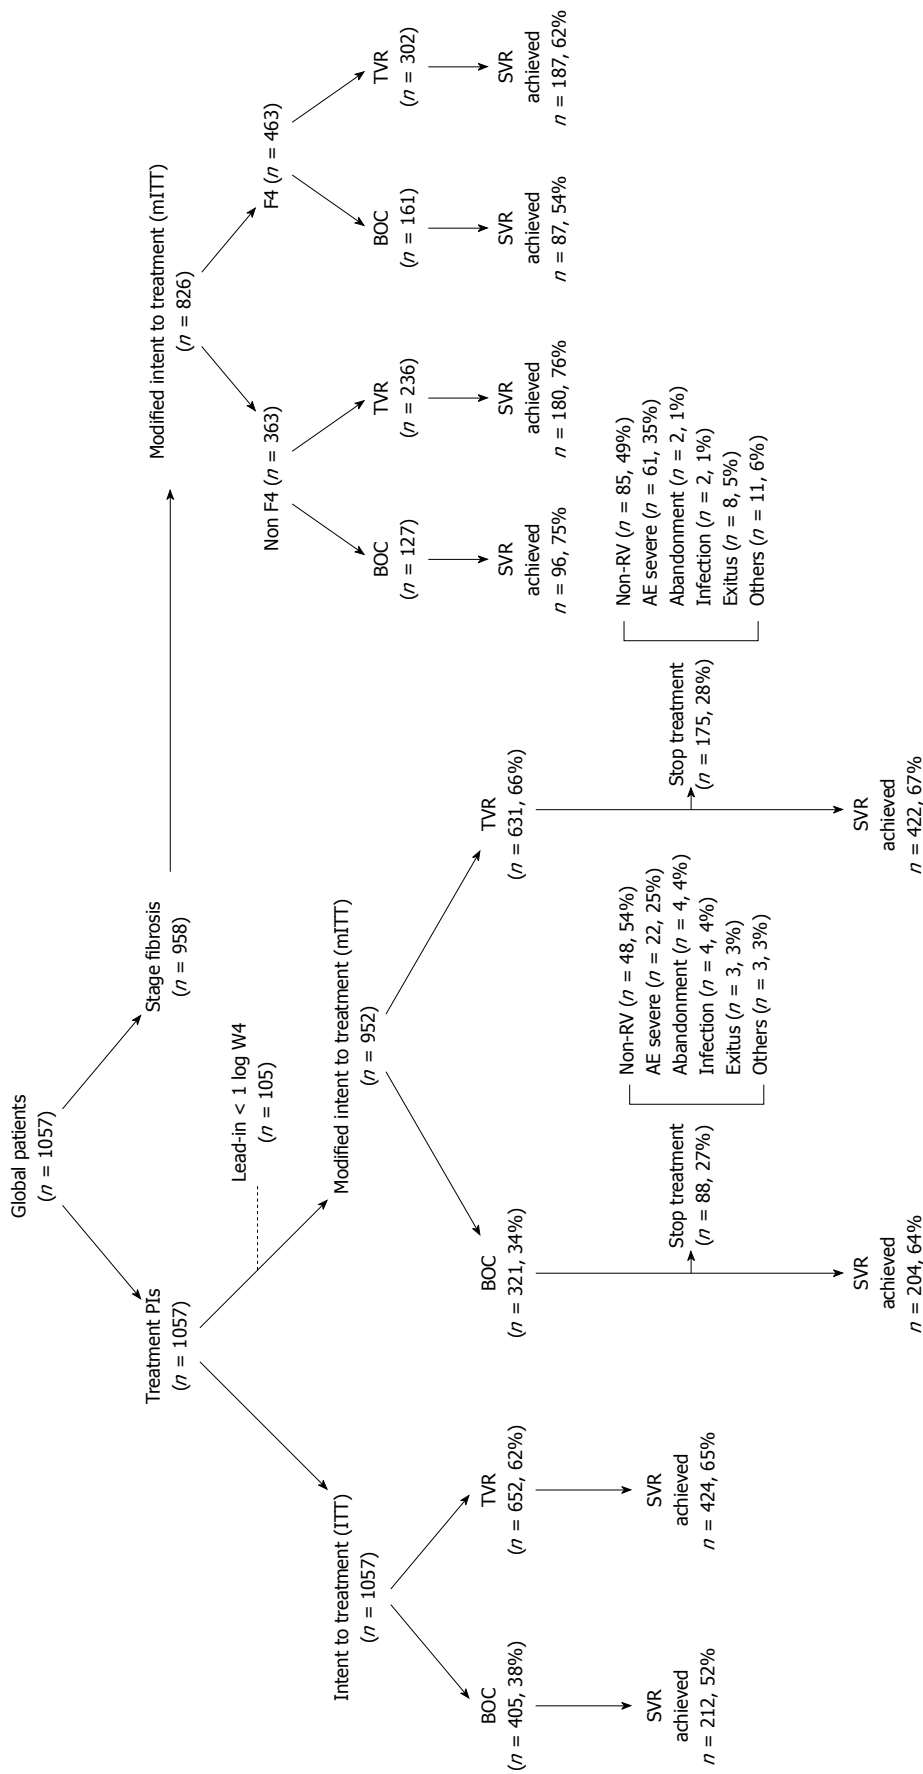 Global patients
(n = 1057)
Treatment PIs
(n = 1057)
Stage fibrosis
(n = 958)
Lead-in < 1 log W4
(n = 105)
Intent to treatment (ITT)
(n = 1057)
Modified intent to treatment (mITT)
(n = 952)
BOC
(n = 405, 38%)
SVR
achieved
n = 212, 52%
TVR
(n = 652, 62%)
SVR
achieved
n = 424, 65%
BOC
(n = 321, 34%)
Stop treatment
(n = 88, 27%)
Non-RV (n = 48, 54%)
AE severe (n = 22, 25%)
Abandonment (n = 4, 4%)
Infection (n = 4, 4%)
Exitus (n = 3, 3%)
Others (n = 3, 3%)
SVR
achieved
n = 204, 64%
TVR
(n = 631, 66%)
Stop treatment
(n = 175, 28%)
Non-RV (n = 85, 49%)
AE severe (n = 61, 35%)
Abandonment (n = 2, 1%)
Infection (n = 2, 1%)
Exitus (n = 8, 5%)
Others (n = 11, 6%)
SVR
achieved
n = 422, 67%
Modified intent to treatment (mITT)
(n = 826)
Non F4 (n = 363)
F4 (n = 463)
BOC
(n = 127)
SVR
achieved
n = 96, 75%
TVR
(n = 236)
SVR
achieved
n = 180, 76%
BOC
(n = 161)
SVR
achieved
n = 87, 54%
TVR
(n = 302)
SVR
achieved
n = 187, 62%